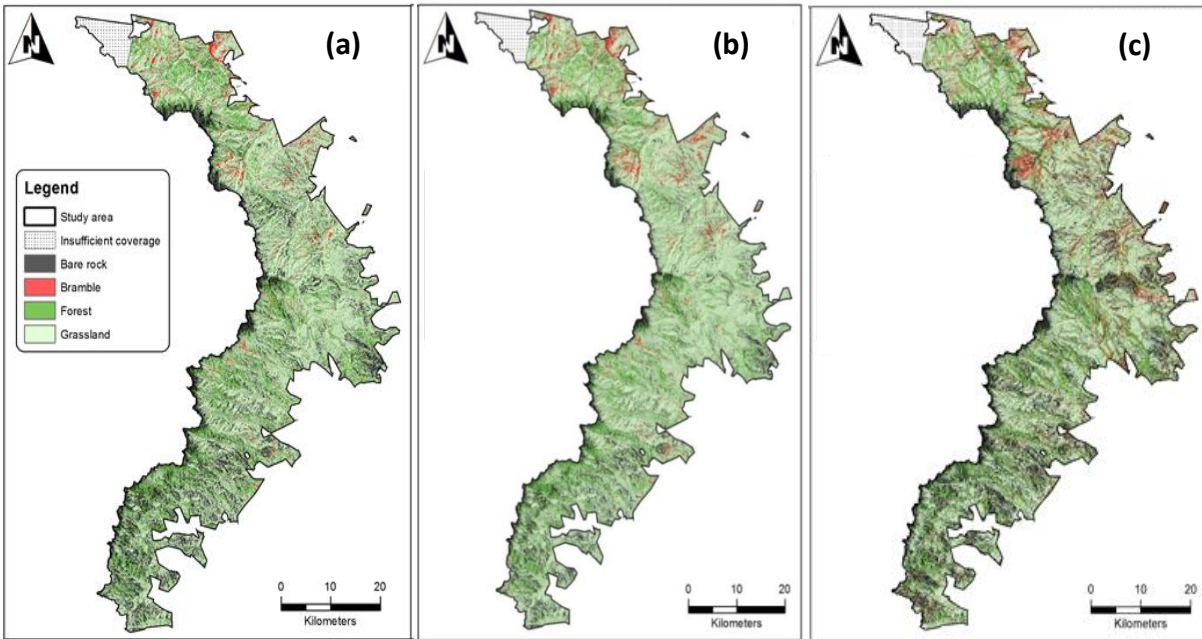 N
(a)
Legend
Study area
Insufficient coverage
Bare rock
Bramble
Forest
Grassland
0 10 20
Kilometers
N
(b)
0 10 20
Kilometers
N
(c)
0 10 20
Kilometers